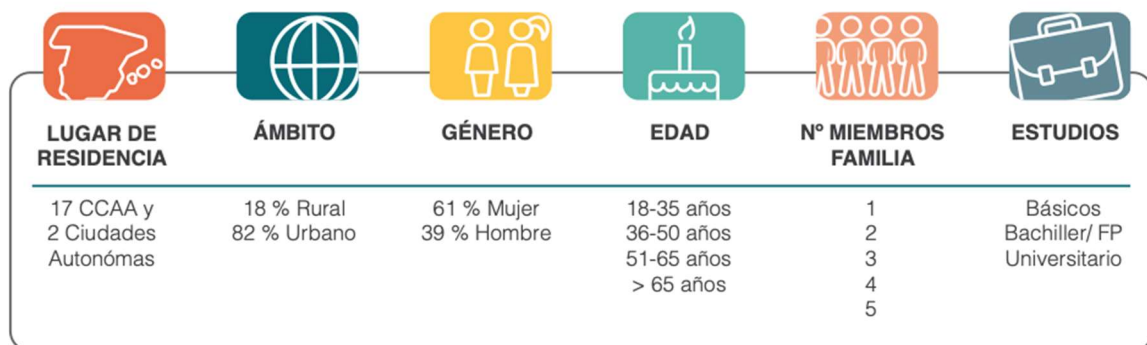 LUGAR DE
RESIDENCIA
17 CCAA y
2 Ciudades
Autonómas
ÁMBITO
18 % Rural
82 % Urbano
GÉNERO
61 % Mujer
39 % Hombre
EDAD
18-35 años
36-50 años
51-65 años
> 65 años
Nº MIEMBROS
FAMILIA
1
2
3
4
5
ESTUDIOS
Básicos
Bachiller/ FP
Universitario